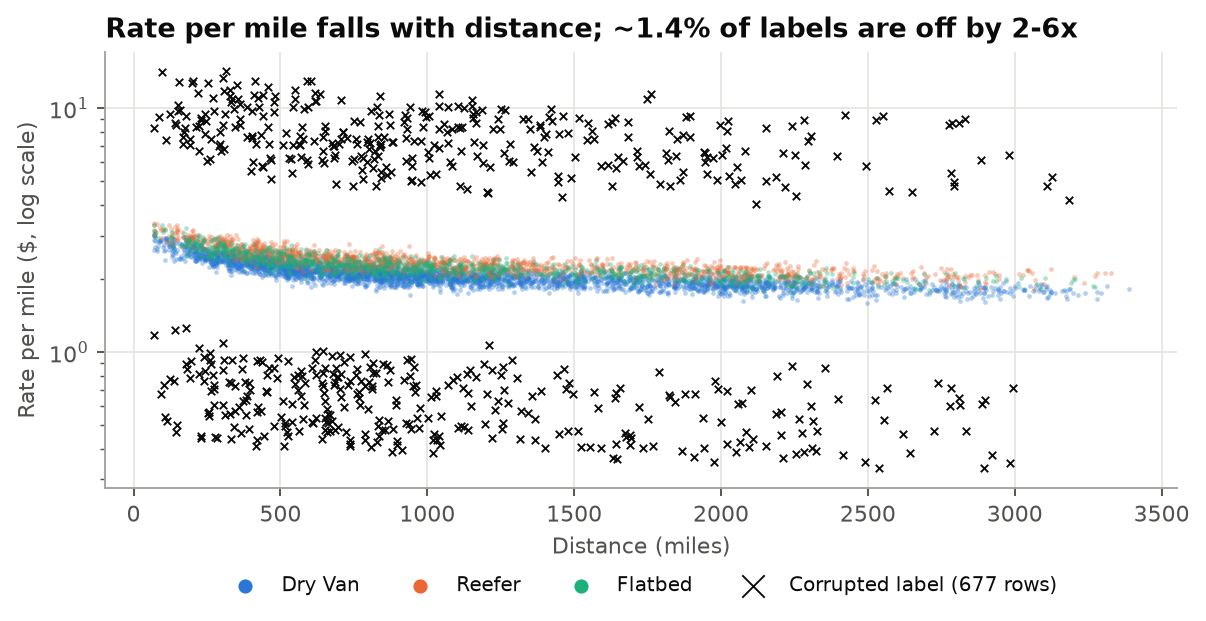 Rate per mile falls with distance; ~1.4% of labels are off by 2-6x
Rate per mile ($, log scale)
10¹
10⁰
0 500 1000 1500 2000 2500 3000 3500
Distance (miles)
Dry Van Reefer Flatbed Corrupted label (677 rows)